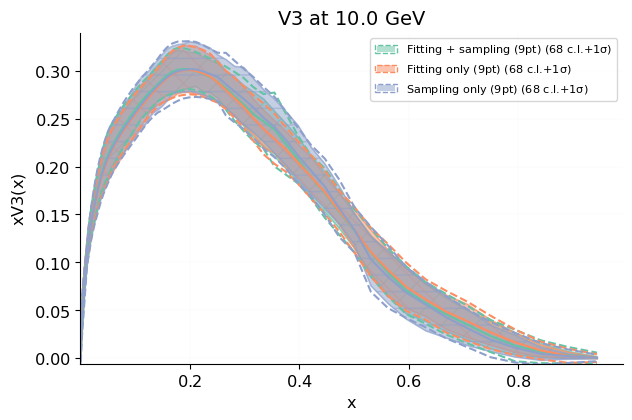 V3 at 10.0 GeV
Fitting + sampling (9pt) (68 c.l.+1σ)
Fitting only (9pt) (68 c.l.+1σ)
Sampling only (9pt) (68 c.l.+1σ)
xV3(x)
0.30
0.25
0.20
0.15
0.10
0.05
0.00
0.2
0.4
0.6
0.8
x